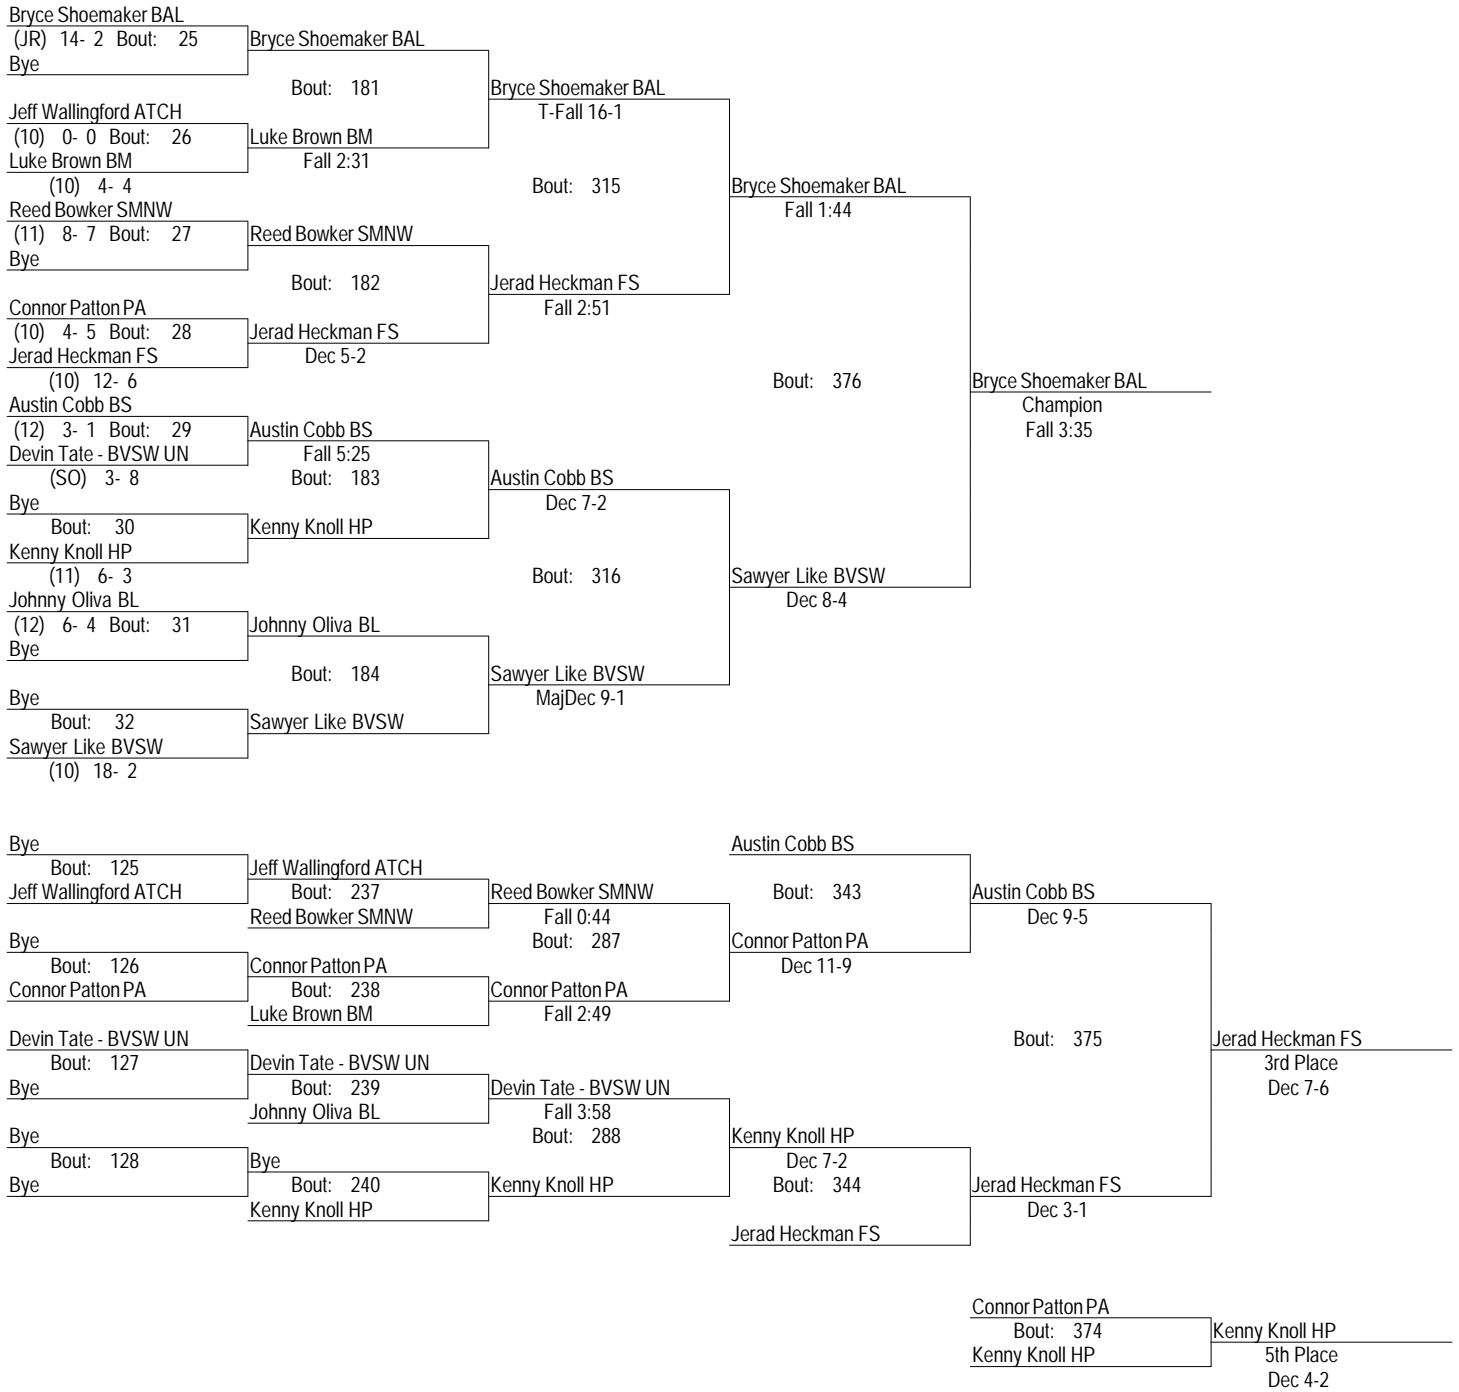 Bryce Shoemaker BAL
(JR) 14- 2 Bout: 25
Bye
Bryce Shoemaker BAL
Bout: 181
Jeff Wallingford ATCH
(10) 0- 0 Bout: 26
Luke Brown BM
(10) 4- 4
Luke Brown BM
Fall 2:31
Bryce Shoemaker BAL
T-Fall 16-1
Bout: 315
Reed Bowker SMNW
(11) 8- 7 Bout: 27
Bye
Reed Bowker SMNW
Bout: 182
Connor Patton PA
(10) 4- 5 Bout: 28
Jerad Heckman FS
(10) 12- 6
Jerad Heckman FS
Dec 5-2
Jerad Heckman FS
Fall 2:51
Bryce Shoemaker BAL
Fall 1:44
Bout: 376
Austin Cobb BS
(12) 3- 1 Bout: 29
Devin Tate - BVSW UN
(SO) 3- 8
Austin Cobb BS
Fall 5:25
Bout: 183
Bye
Bout: 30
Kenny Knoll HP
(11) 6- 3
Kenny Knoll HP
Austin Cobb BS
Dec 7-2
Bout: 316
Johnny Oliva BL
(12) 6- 4 Bout: 31
Bye
Johnny Oliva BL
Bout: 184
Bye
Bout: 32
Sawyer Like BVSW
(10) 18- 2
Sawyer Like BVSW
Sawyer Like BVSW
MajDec 9-1
Sawyer Like BVSW
Dec 8-4
Bryce Shoemaker BAL
Champion
Fall 3:35
Bye
Bout: 125
Jeff Wallingford ATCH
Jeff Wallingford ATCH
Bout: 237
Reed Bowker SMNW
Reed Bowker SMNW
Fall 0:44
Bout: 287
Bye
Bout: 126
Connor Patton PA
Connor Patton PA
Bout: 238
Luke Brown BM
Connor Patton PA
Fall 2:49
Austin Cobb BS
Bout: 343
Connor Patton PA
Dec 11-9
Austin Cobb BS
Dec 9-5
Bout: 375
Devin Tate - BVSW UN
Bout: 127
Bye
Devin Tate - BVSW UN
Bout: 239
Johnny Oliva BL
Devin Tate - BVSW UN
Fall 3:58
Bout: 288
Bye
Bout: 128
Bye
Bye
Bout: 240
Kenny Knoll HP
Kenny Knoll HP
Kenny Knoll HP
Dec 7-2
Bout: 344
Jerad Heckman FS
Jerad Heckman FS
Dec 3-1
Jerad Heckman FS
3rd Place
Dec 7-6
Connor Patton PA
Bout: 374
Kenny Knoll HP
Kenny Knoll HP
5th Place
Dec 4-2